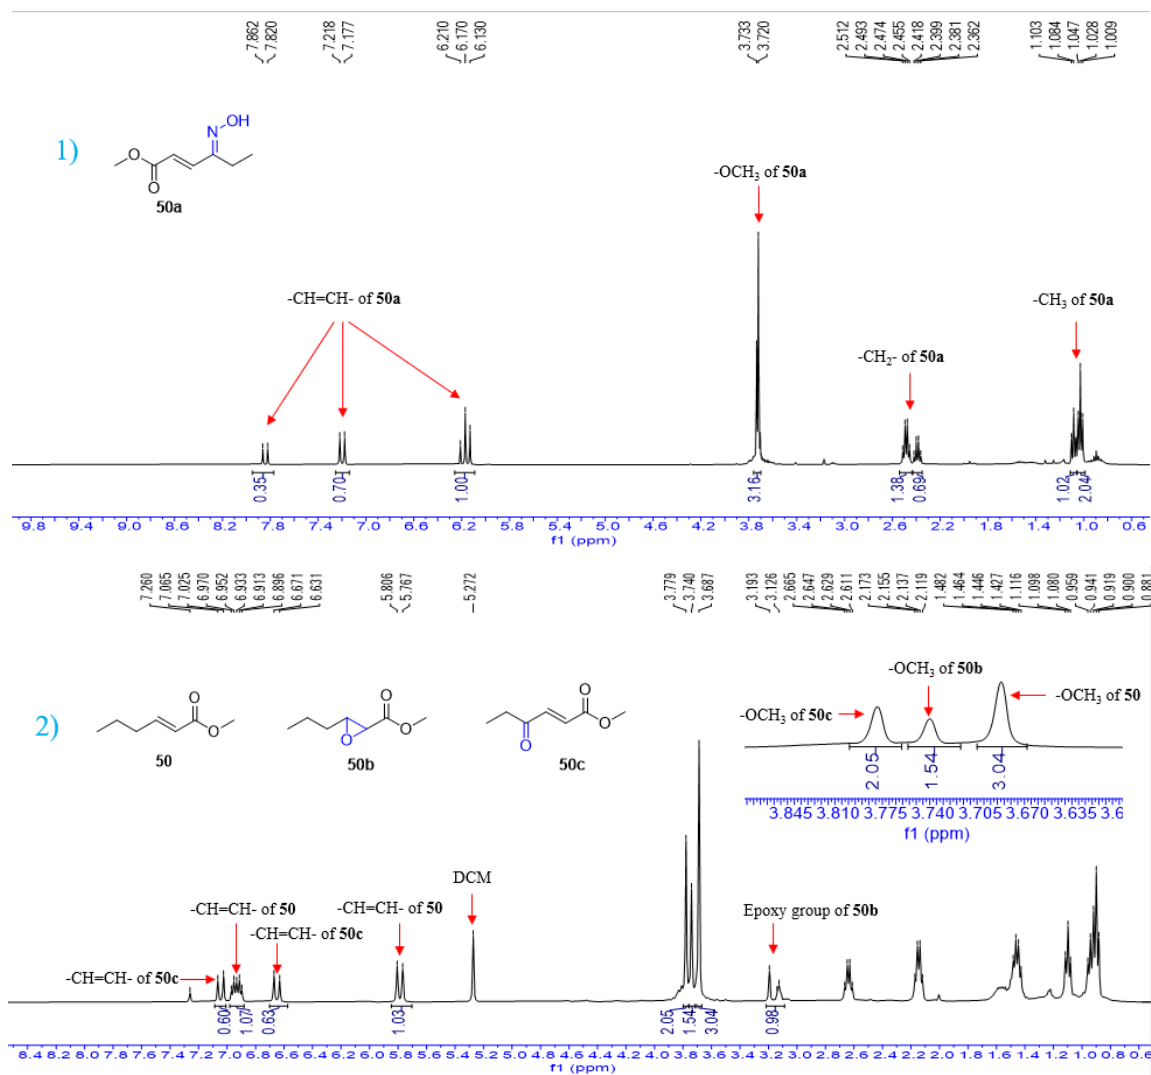 7.862
7.820
7.218
7.177
6.210
6.170
6.130
3.733
3.720
2.512
2.493
2.474
2.455
2.418
2.399
2.381
2.362
1.103
1.084
1.047
1.028
1.009
1)
N OH
O
O
50a
-OCH3 of 50a
-CH=CH- of 50a
-CH3 of 50a
-CH2- of 50a
0.35
0.70
1.00
3.16
1.38
0.69
1.02
2.04
9.8 9.4 9.0 8.6 8.2 7.8 7.4 7.0 6.6 6.2 5.8 5.4 5.0 4.6 4.2 3.8 3.4 3.0 2.6 2.2 1.8 1.4 1.0 0.6
f1 (ppm)
7.260
7.065
7.025
6.970
6.952
6.933
6.913
6.896
6.671
6.631
5.806
5.767
5.272
3.779
3.740
3.687
3.193
3.126
2.665
2.647
2.629
2.611
2.173
2.155
2.137
2.119
1.482
1.464
1.446
1.427
1.116
1.098
1.080
0.959
0.941
0.919
0.900
0.881
2)
O
O
50
O
O
O
50b
O
O
O
50c
-OCH3 of 50b
-OCH3 of 50
-OCH3 of 50c
2.05
1.54
3.04
3.845 3.810 3.775 3.740 3.705 3.670 3.635 3.6
f1 (ppm)
DCM
-CH=CH- of 50
-CH=CH- of 50
-CH=CH- of 50c
Epoxy group of 50b
-CH=CH- of 50c
0.60
1.07
0.63
1.03
2.05
1.54
3.04
0.98
8.4 8.2 8.0 7.8 7.6 7.4 7.2 7.0 6.8 6.6 6.4 6.2 6.0 5.8 5.6 5.4 5.2 5.0 4.8 4.6 4.4 4.2 4.0 3.8 3.6 3.4 3.2 3.0 2.8 2.6 2.4 2.2 2.0 1.8 1.6 1.4 1.2 1.0 0.8 0.6
f1 (ppm)